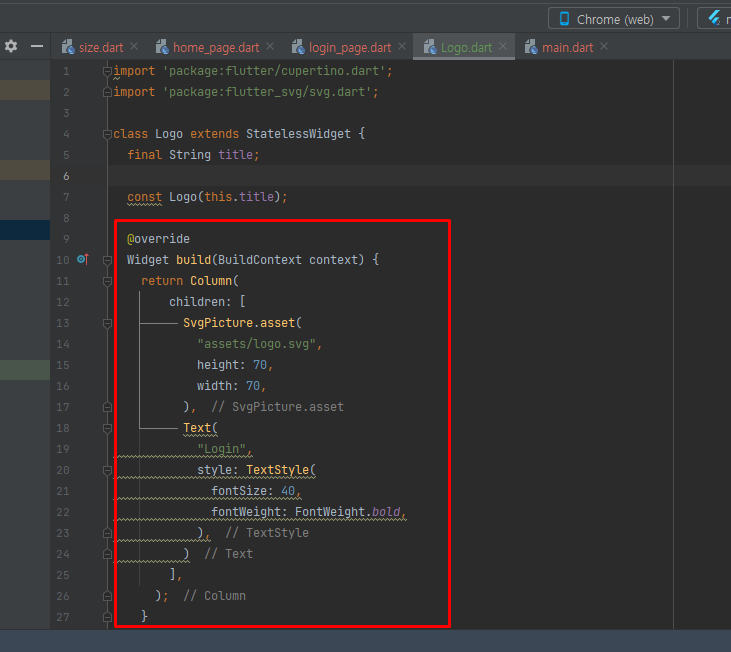 Chrome (web)
size.dart home_page.dart login_page.dart Logo.dart main.dart
1 import 'package:flutter/cupertino.dart';
2 import 'package:flutter_svg/svg.dart';
3
4 class Logo extends StatelessWidget {
5 final String title;
6
7 const Logo(this.title);
8
9 @override
10 Widget build(BuildContext context) {
11 return Column(
12 children: [
13 SvgPicture.asset(
14 "assets/logo.svg",
15 height: 70,
16 width: 70,
17 ), // SvgPicture.asset
18 Text(
19 "Login",
20 style: TextStyle(
21 fontSize: 40,
22 fontWeight: FontWeight.bold,
23 ), // TextStyle
24 ) // Text
25 ],
26 ); // Column
27 }